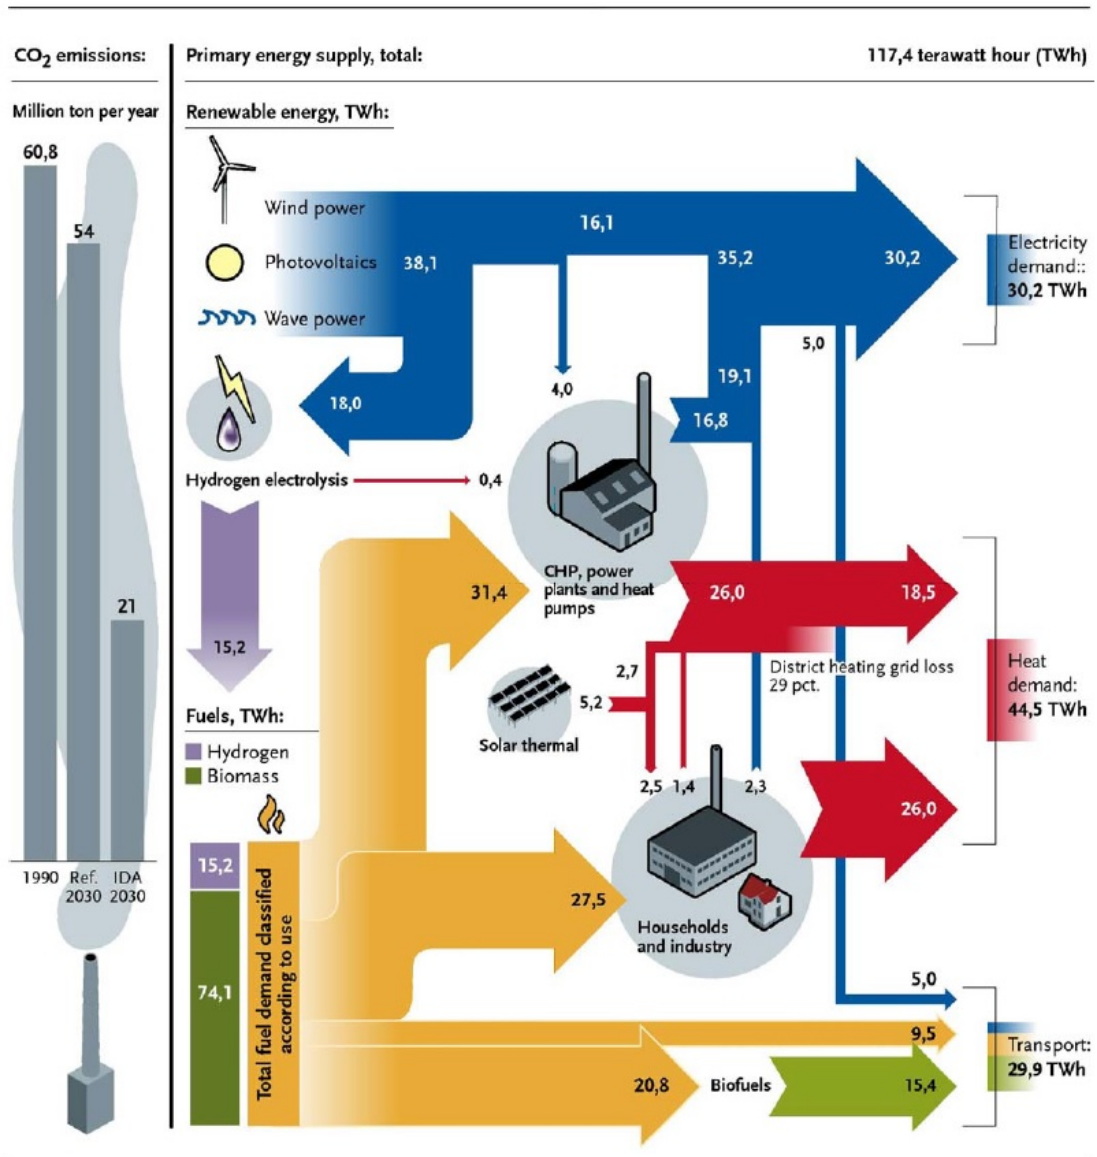 CO2 emissions:
Primary energy supply, total:
117,4 terawatt hour (TWh)
Million ton per year
Renewable energy, TWh:
60,8
54
21
1990
Ref.
2030
IDA
2030
Wind power
Photovoltaics
Wave power
38,1
16,1
35,2
30,2
Electricity
demand::
30,2 TWh
5,0
18,0
4,0
19,1
16,8
Hydrogen electrolysis
0,4
15,2
31,4
CHP, power
plants and heat
pumps
26,0
18,5
District heating grid loss
29 pct.
Heat
demand:
44,5 TWh
2,7
5,2
Solar thermal
2,5
1,4
2,3
26,0
Fuels, TWh:
Hydrogen
Biomass
15,2
74,1
Total fuel demand classified
according to use
27,5
Households
and industry
5,0
9,5
20,8
Biofuels
15,4
Transport:
29,9 TWh